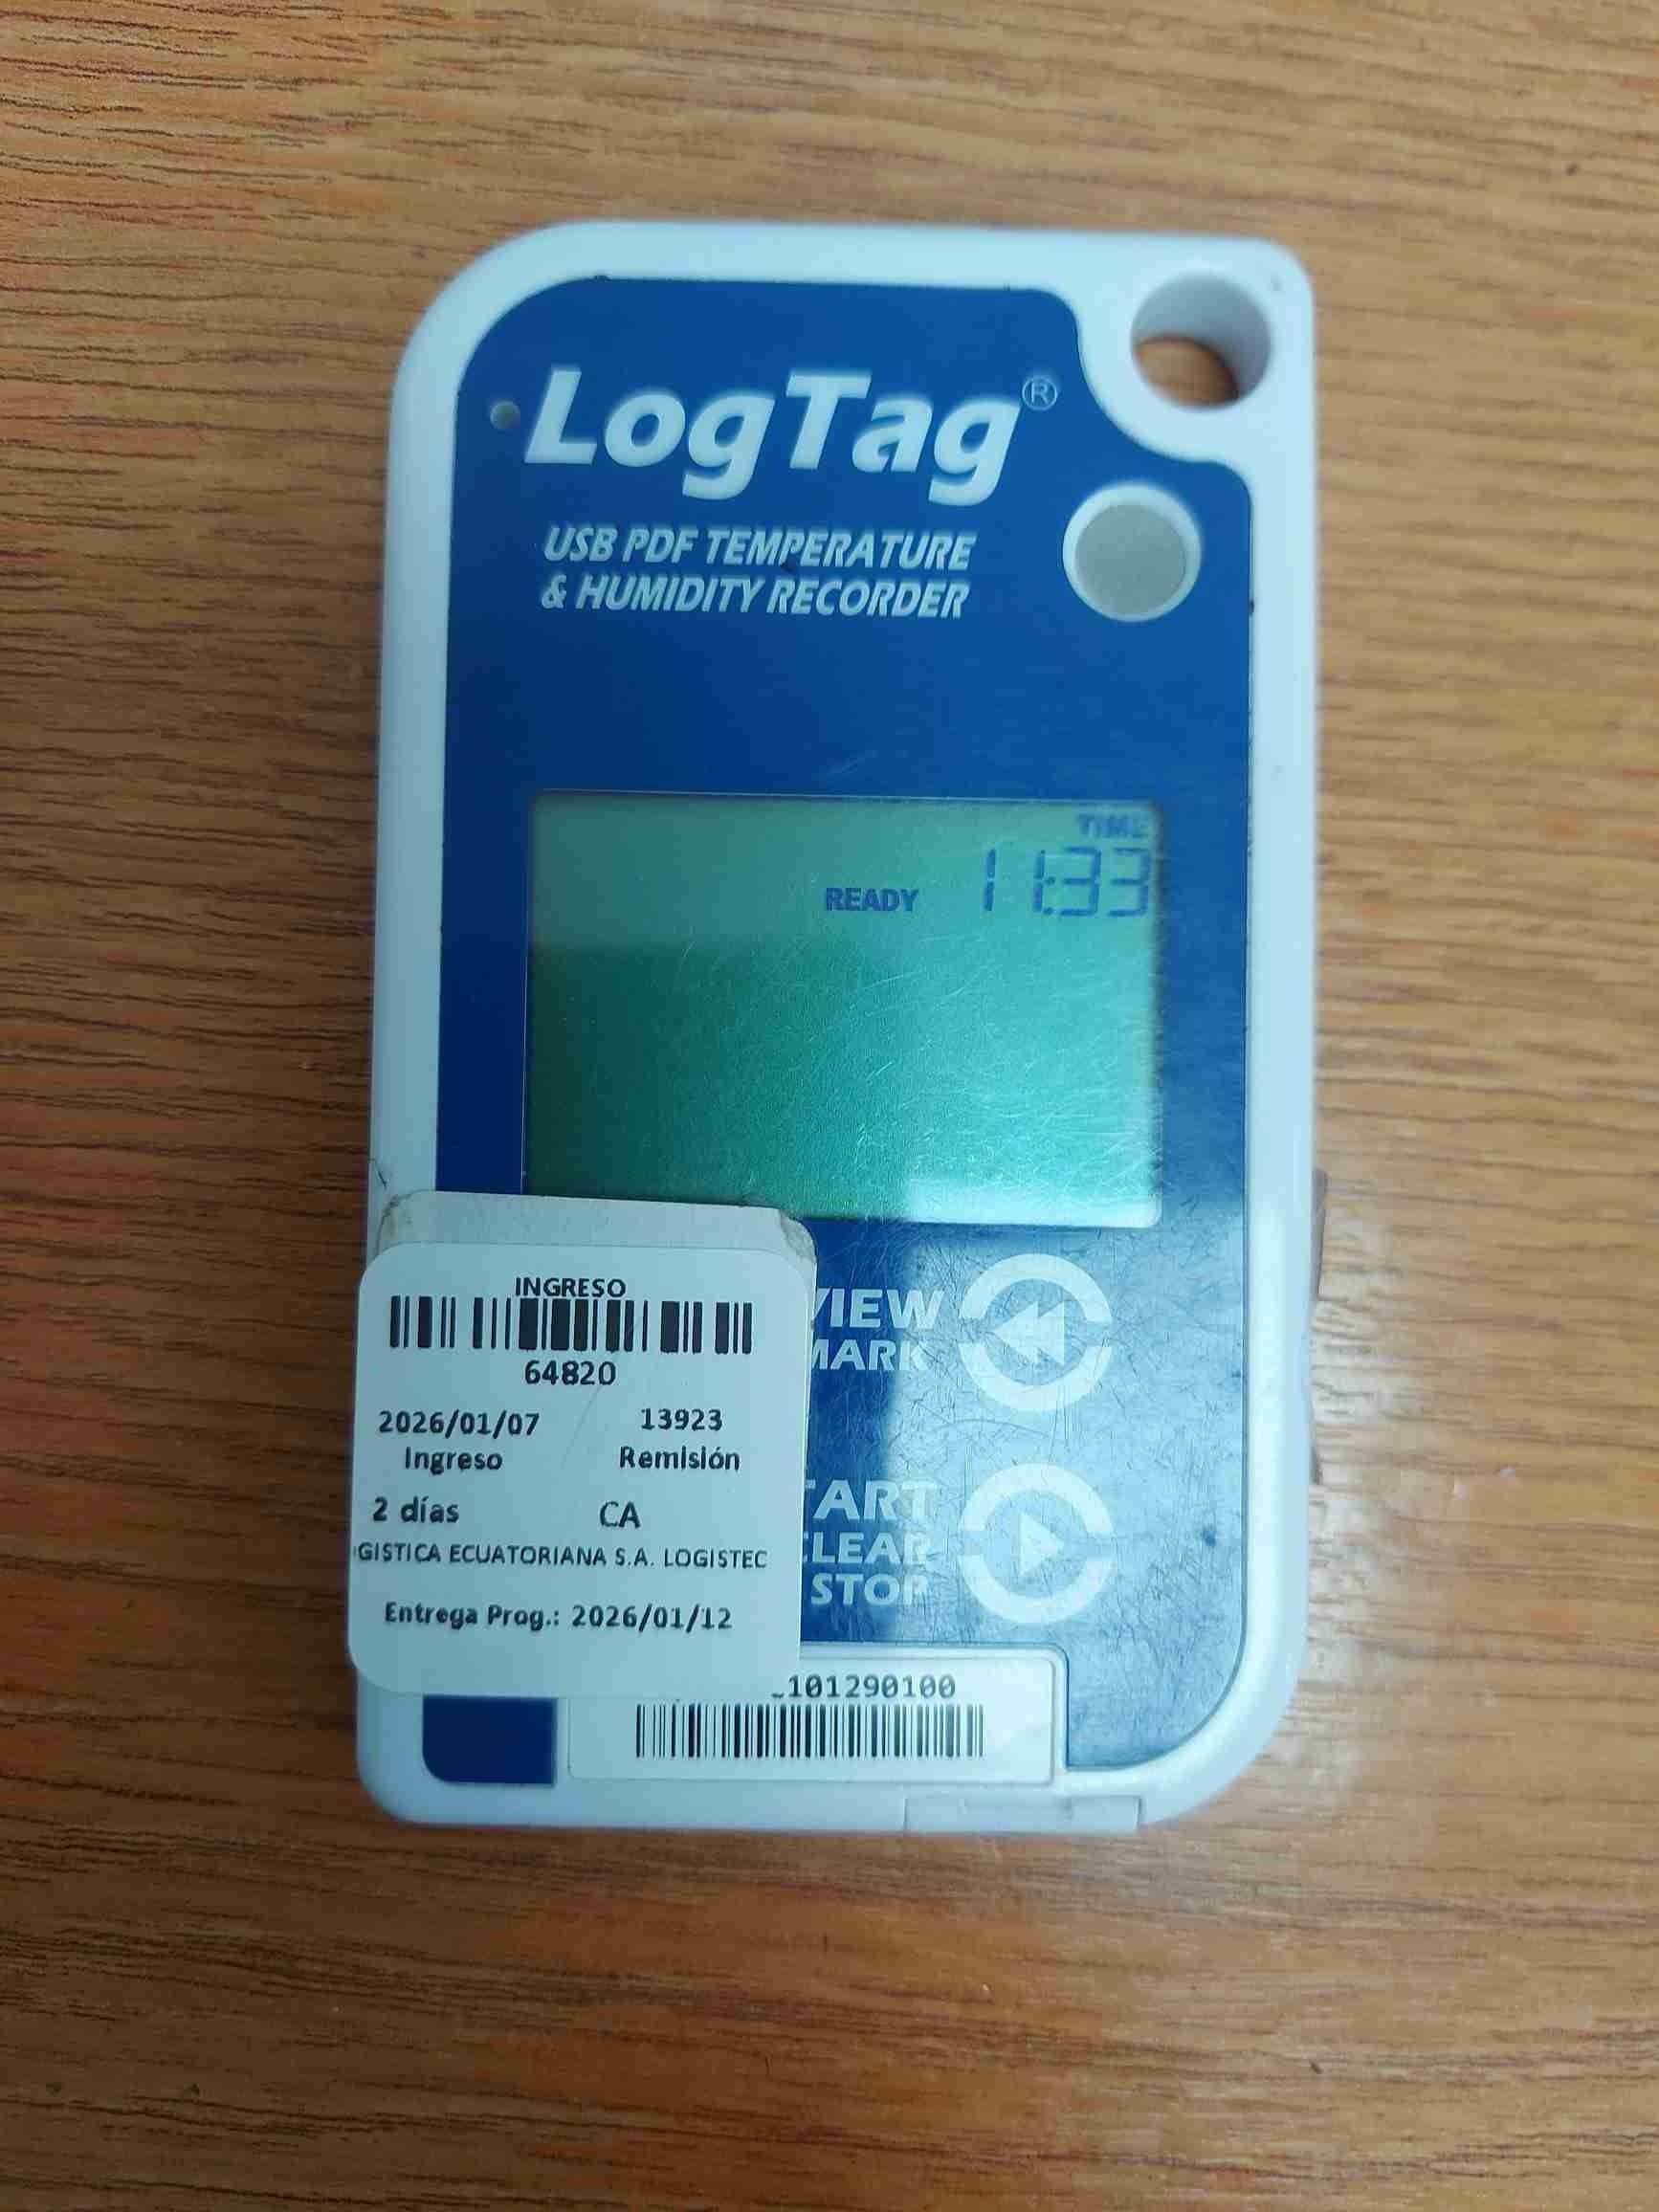 LogTag®
USB PDF TEMPERATURE
& HUMIDITY RECORDER
TIME
READY 11:33
INGRESO
64820
2026/01/07 13923
Ingreso Remisión
2 días CA
GISTICA ECUATORIANA S.A. LOGISTEC
Entrega Prog.: 2026/01/12
VIEW
MARK
TART
CLEAR
STOP
101290100